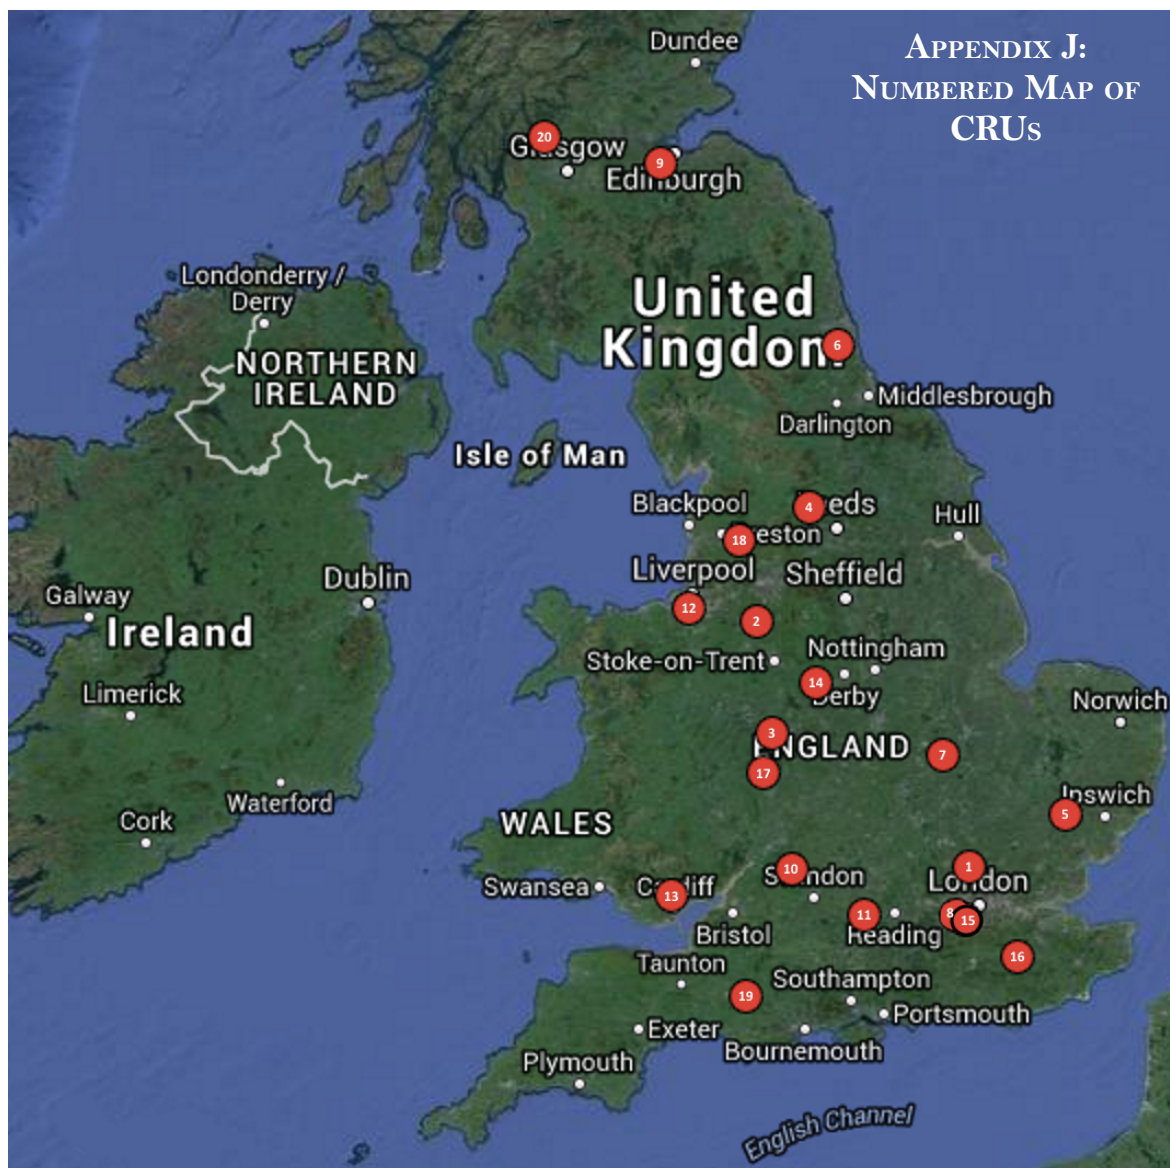 APPENDIX J:
NUMBERED MAP OF
CRUS
Dundee
20
Glasgow
9
Edinburgh
Londonderry /
Derry
United
Kingdom
6
NORTHERN
IRELAND
Middlesbrough
Darlington
Isle of Man
Blackpool
4
Leeds
Hull
18
Preston
Liverpool
Sheffield
Dublin
Galway
12
2
Ireland
Nottingham
Stoke-on-Trent
14
Derby
Limerick
Norwich
3
ENGLAND
7
17
Ipswich
5
Waterford
Cork
WALES
10
Swindon
1
London
Swansea
Cardiff
13
11
8
15
Reading
Bristol
16
Taunton
Southampton
19
Portsmouth
Exeter
Bournemouth
Plymouth
English Channel